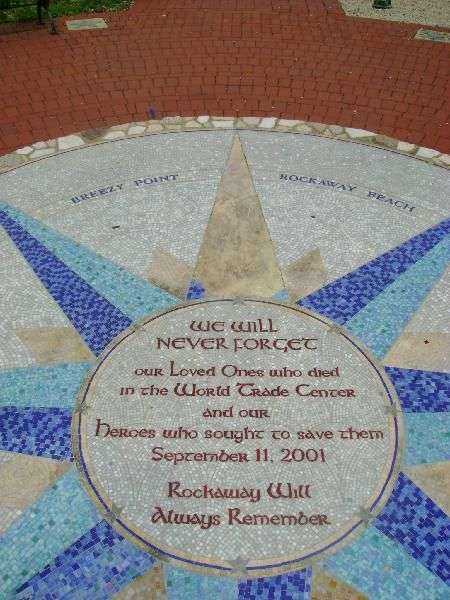 BREEZY POINT
ROCKAWAY BEACH
WE WILL
NEVER FORGET
our Loved Ones who died
in the World Trade Center
and our
Heroes who sought to save them
September 11, 2001
Rockaway Will
Always Remember